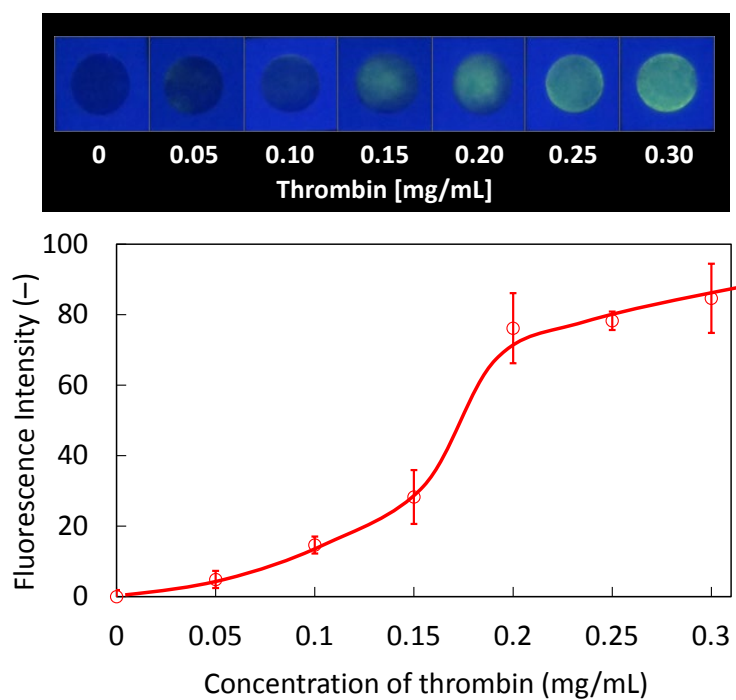 0 0.05 0.10 0.15 0.20 0.25 0.30
Thrombin [mg/mL]
100
80
60
40
20
0
Fluorescence Intensity (–)
0 0.05 0.1 0.15 0.2 0.25 0.3
Concentration of thrombin (mg/mL)